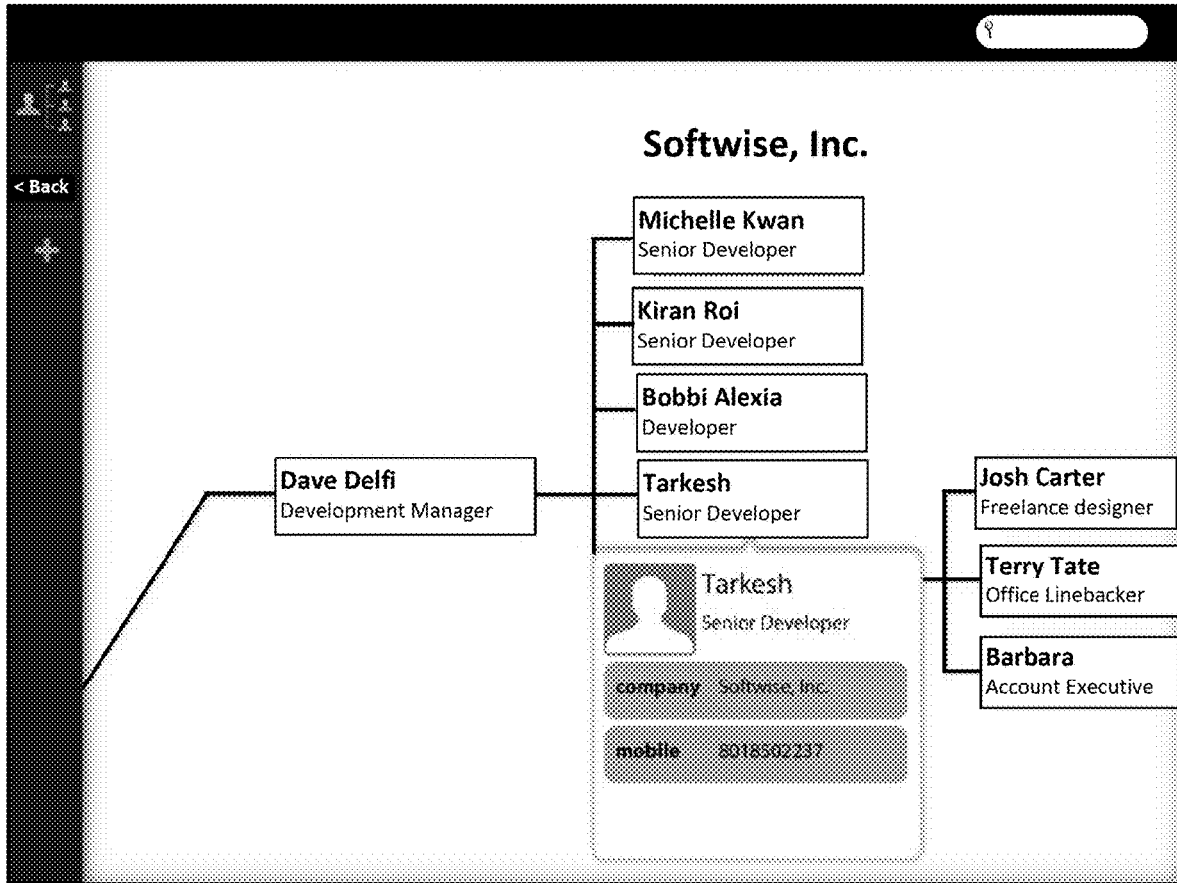 < Back
Softwise, Inc.
Michelle Kwan
Senior Developer
Kiran Roi
Senior Developer
Bobbi Alexia
Developer
Dave Delfi
Development Manager
Tarkesh
Senior Developer
Josh Carter
Freelance designer
Terry Tate
Office Linebacker
Barbara
Account Executive
Tarkesh
Senior Developer
company Softwise, Inc.
mobile 8018502237